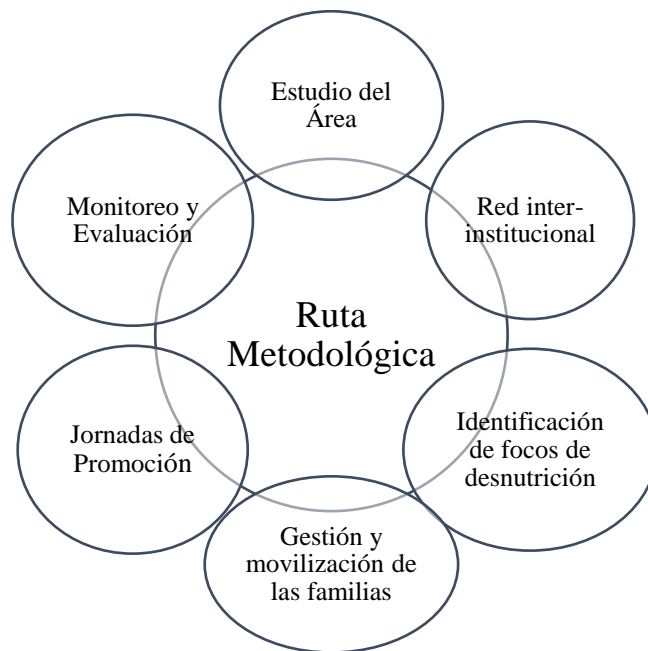 Estudio del
Área
Red inter-
institucional
Identificación
de focos de
desnutrición
Gestión y
movilización de
las familias
Jornadas de
Promoción
Monitoreo y
Evaluación
Ruta
Metodológica